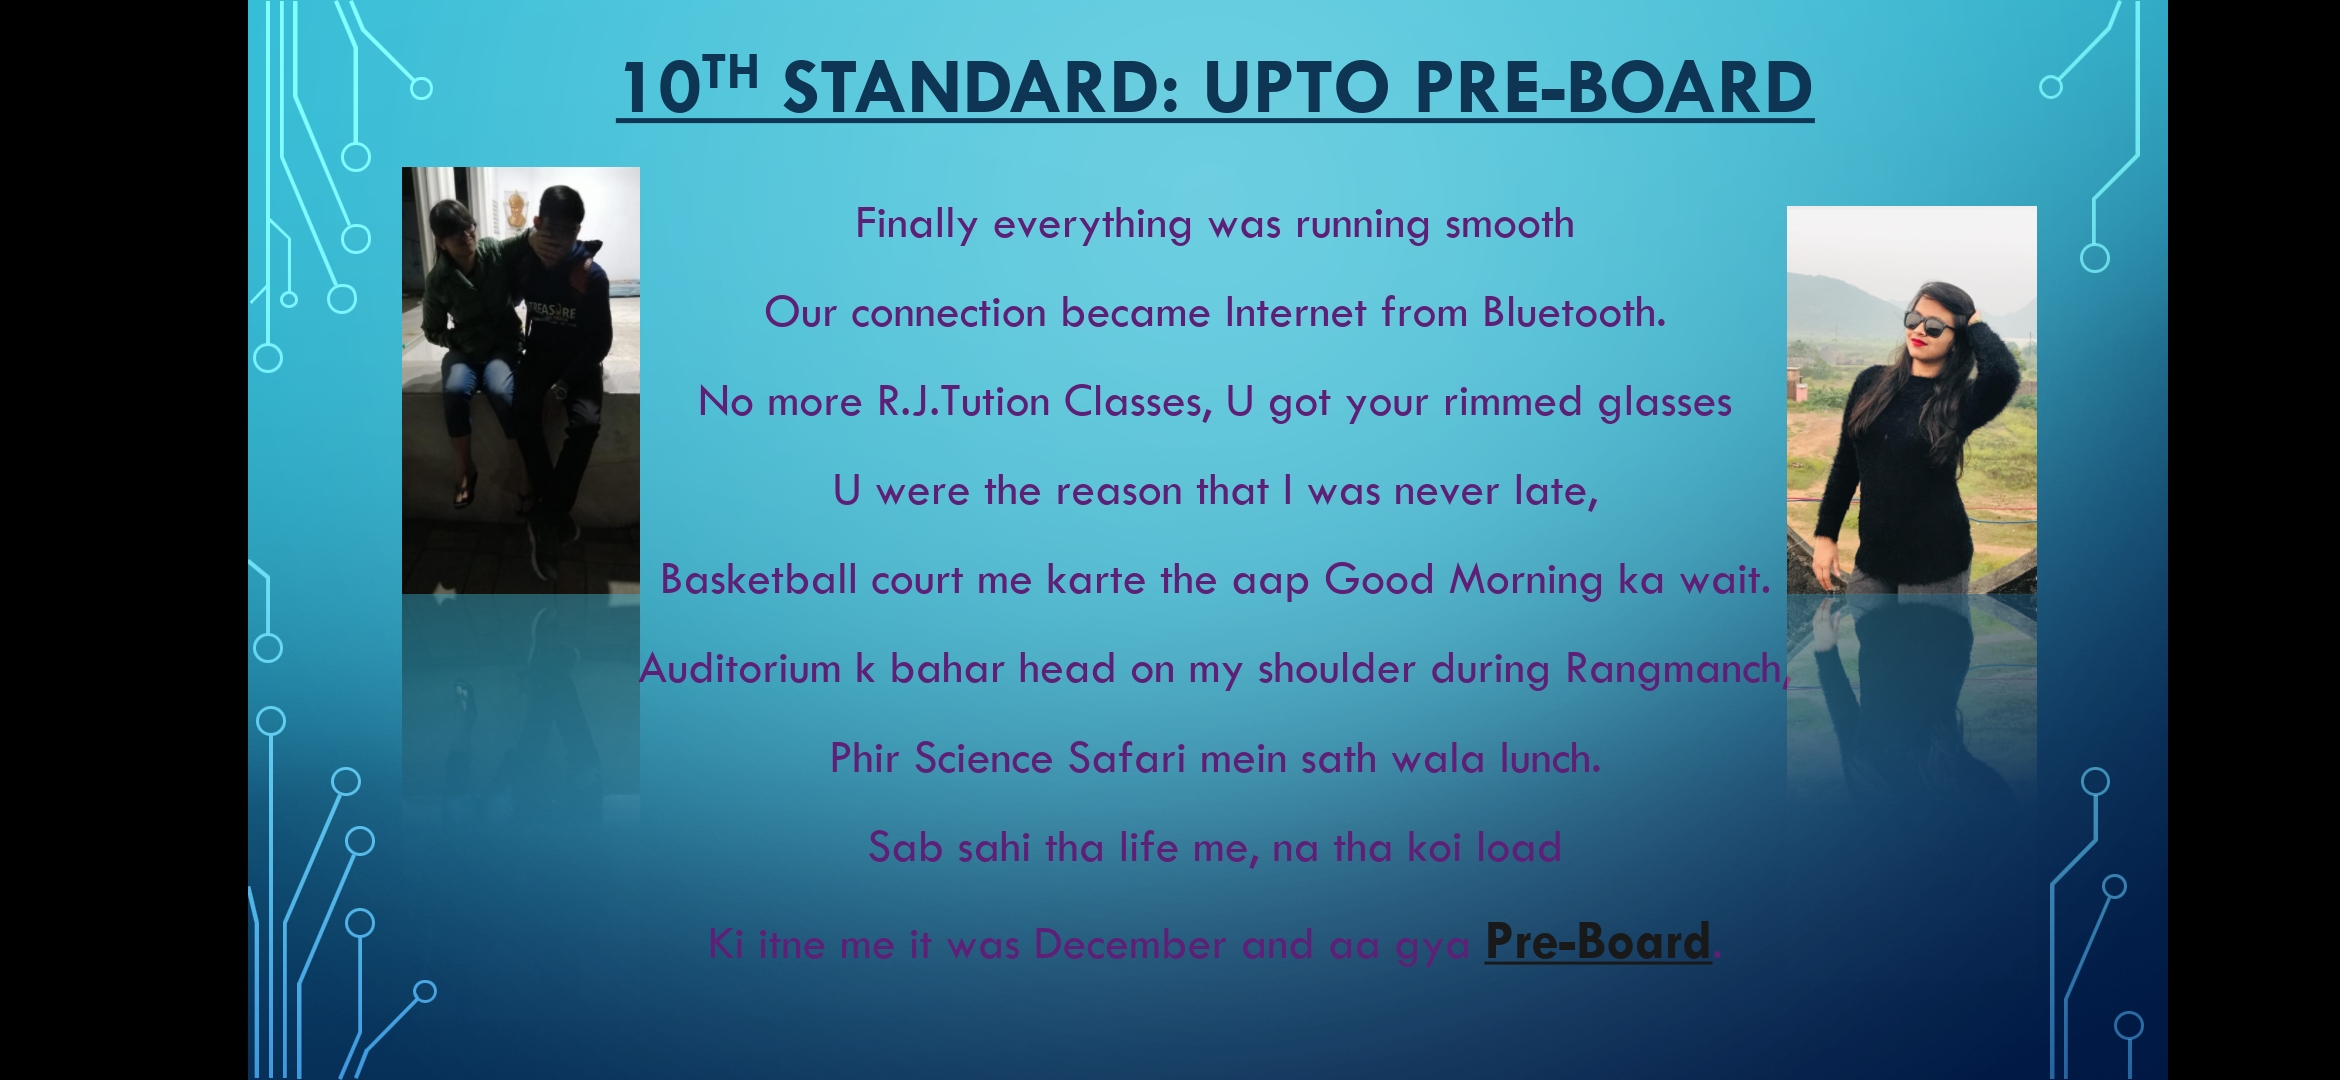 10TH STANDARD: UPTO PRE-BOARD
Finally everything was running smooth
Our connection became Internet from Bluetooth.
No more R.J.Tution Classes, U got your rimmed glasses
U were the reason that I was never late,
Basketball court me karte the aap Good Morning ka wait.
Auditorium k bahar head on my shoulder during Rangmanch,
Phir Science Safari mein sath wala lunch.
Sab sahi tha life me, na tha koi load
Ki itne me it was December and aa gya Pre-Board.
TREASURE